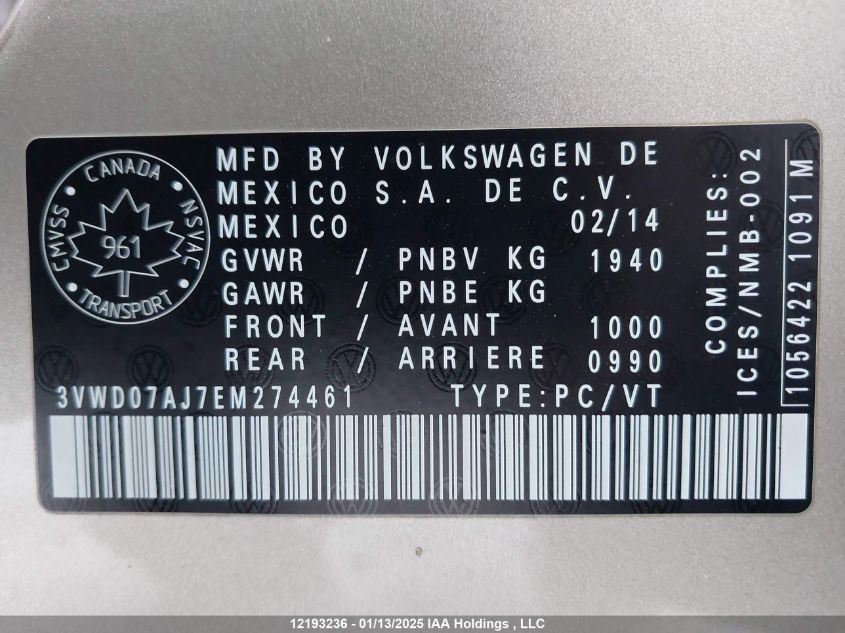 CANADA
CMVSS
NSVAC
961
TRANSPORT
MFD BY VOLKSWAGEN DE
MEXICO S.A. DE C.V.
MEXICO 02/14
GVWR / PNBV KG 1940
GAWR / PNBE KG
FRONT / AVANT 1000
REAR / ARRIERE 0990
3VWD07AJ7EM274461 TYPE:PC/VT
COMPLIES:
ICES/NMB-002
1056422 1091 M
12193236 - 01/13/2025 IAA Holdings , LLC